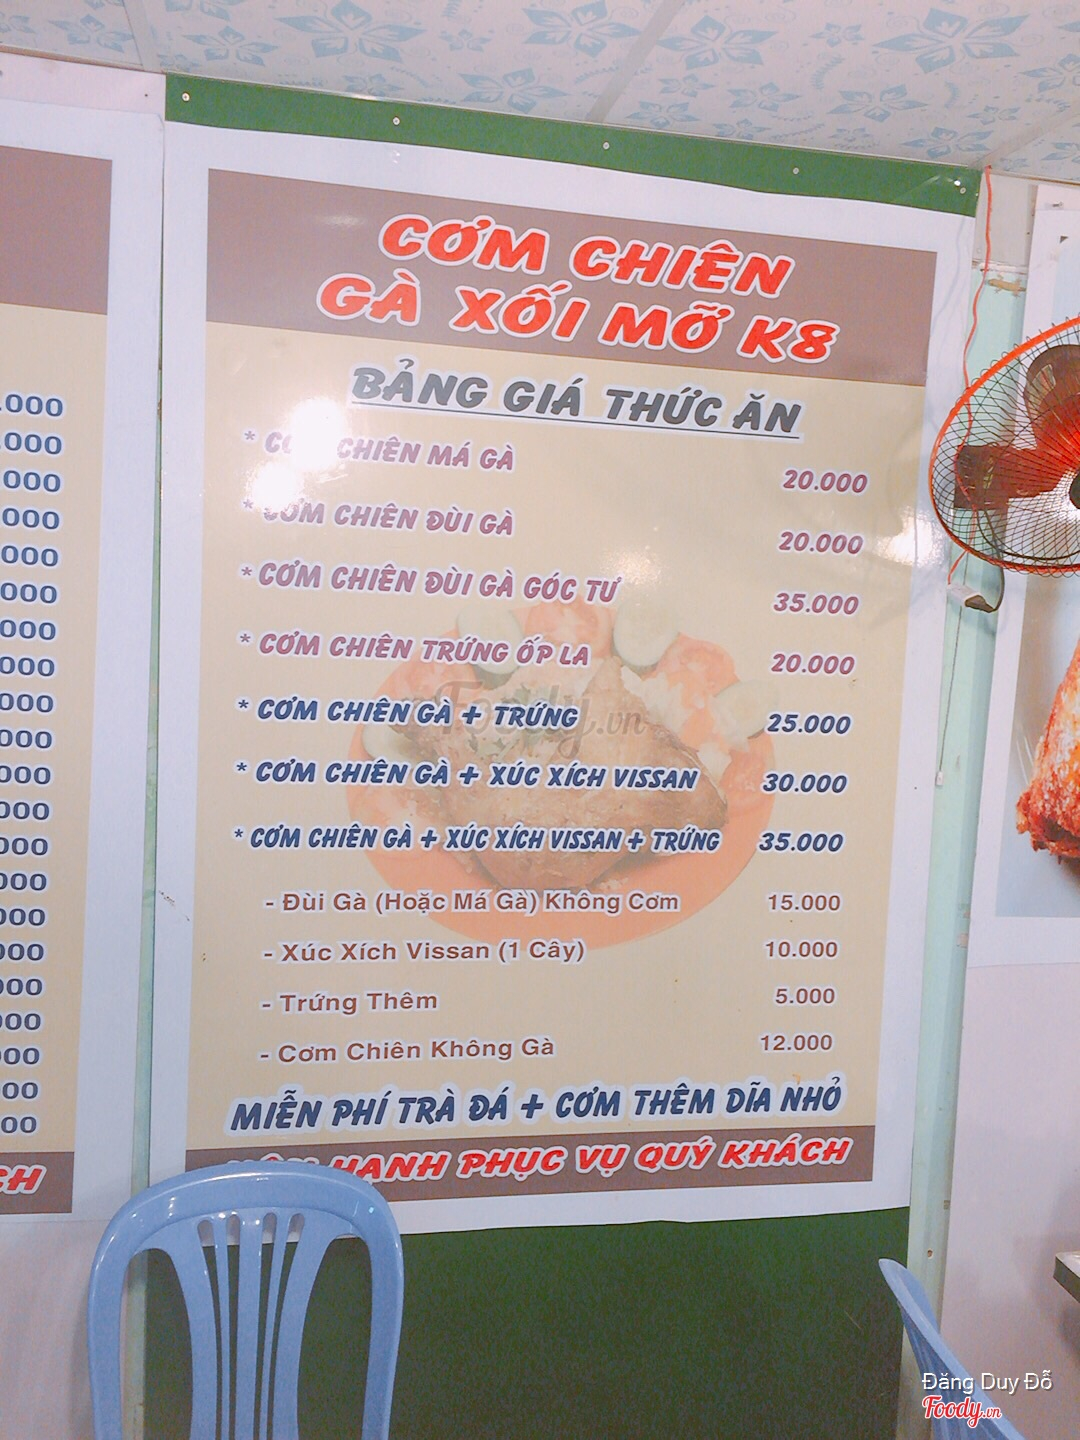 CƠM CHIÊN
GÀ XỐI MỠ K8
BẢNG GIÁ THỨC ĂN
* CƠM CHIÊN MÁ GÀ 20.000
* CƠM CHIÊN ĐÙI GÀ 20.000
* CƠM CHIÊN ĐÙI GÀ GÓC TƯ 35.000
* CƠM CHIÊN TRỨNG ỐP LA 20.000
* CƠM CHIÊN GÀ + TRỨNG 25.000
* CƠM CHIÊN GÀ + XÚC XÍCH VISSAN 30.000
* CƠM CHIÊN GÀ + XÚC XÍCH VISSAN + TRỨNG 35.000
- Đùi Gà (Hoặc Má Gà) Không Cơm 15.000
- Xúc Xích Vissan (1 Cây) 10.000
- Trứng Thêm 5.000
- Cơm Chiên Không Gà 12.000
MIỄN PHÍ TRÀ ĐÁ + CƠM THÊM DĨA NHỎ
HẠNH PHỤC VỤ QUÝ KHÁCH
Foody.vn
Đăng Duy Đỗ
Foody.vn